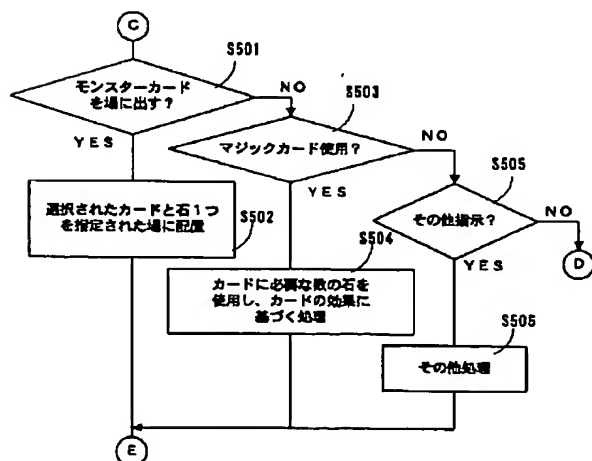 C
S501
モンスターカード
を場に出す?
NO
YES
S503
マジックカード使用?
NO
YES
S505
その他指示?
NO
YES
D
選択されたカードと石1つ
を指定された場に配置
S502
S504
カードに必要な数の石を
使用し、カードの効果に
基づく処理
S506
その他処理
E